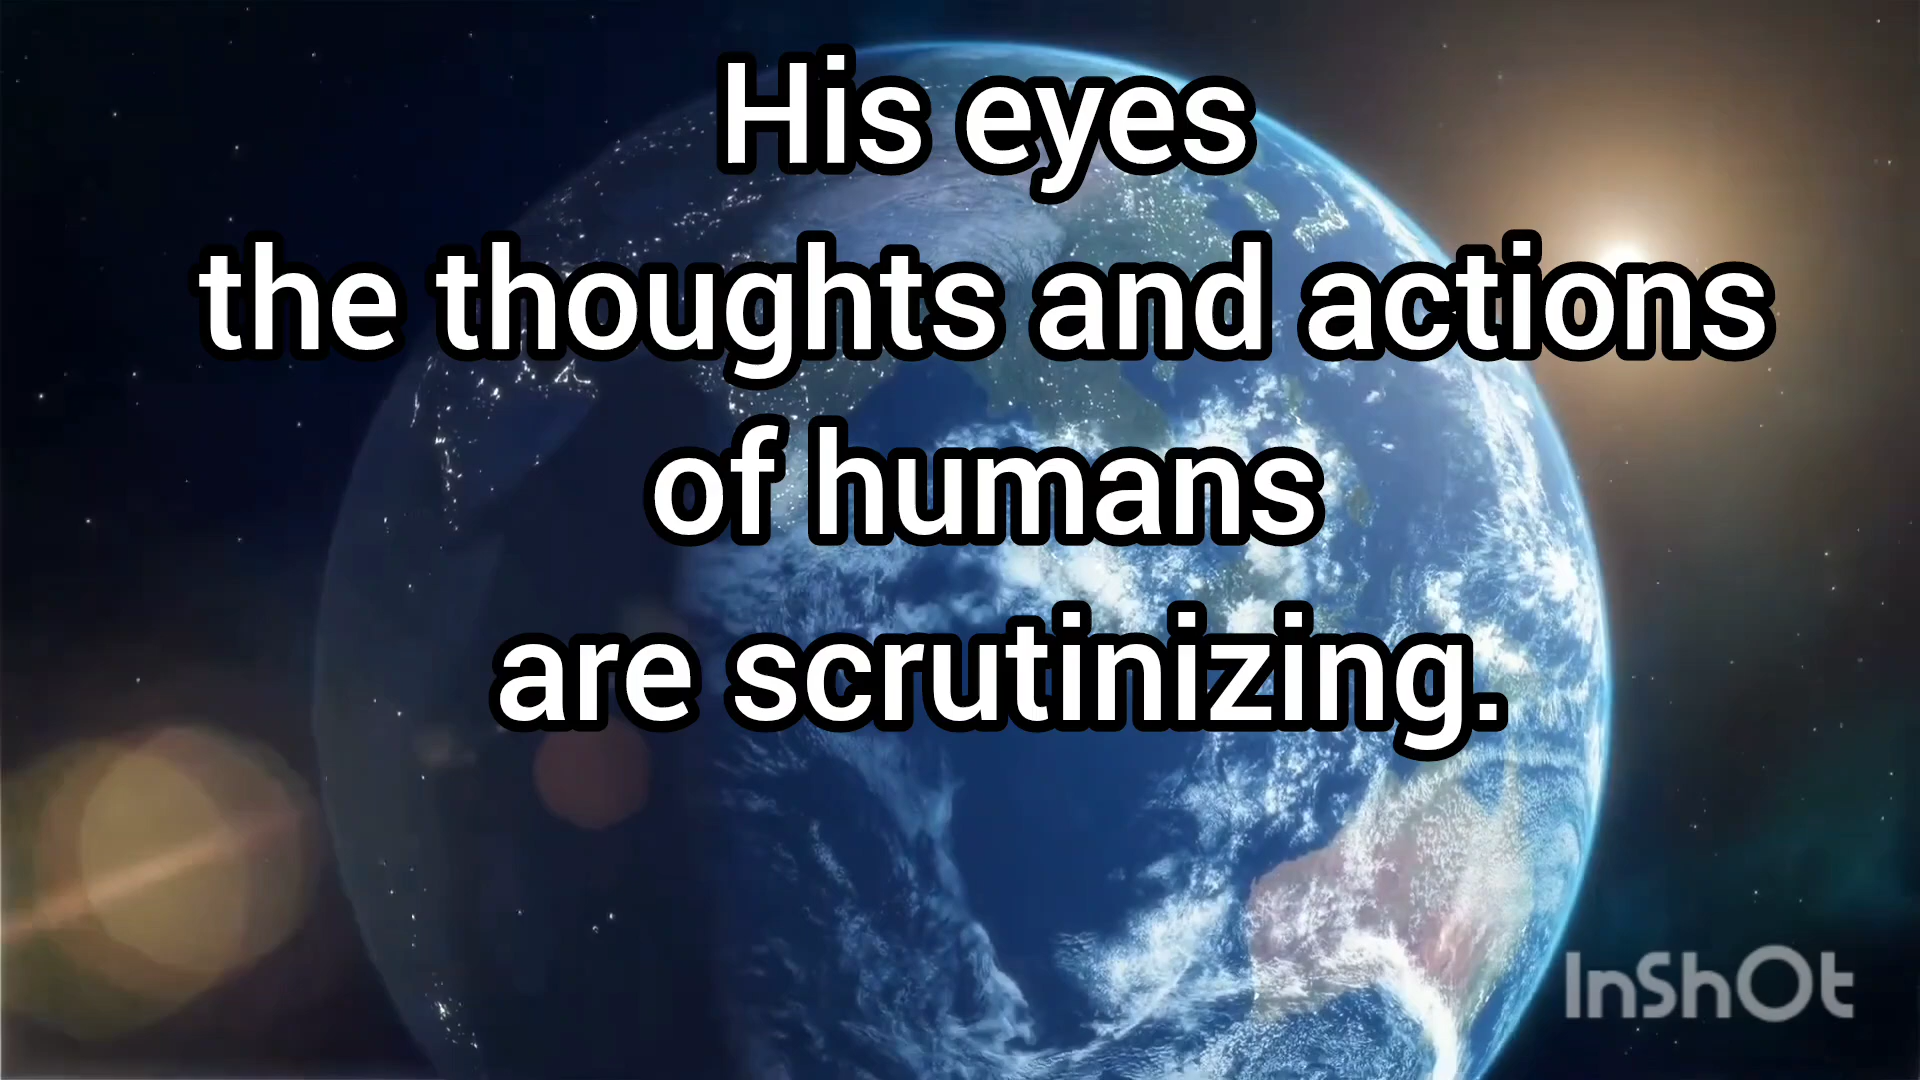 His eyes
the thoughts and actions
of humans
are scrutinizing.
InShOt